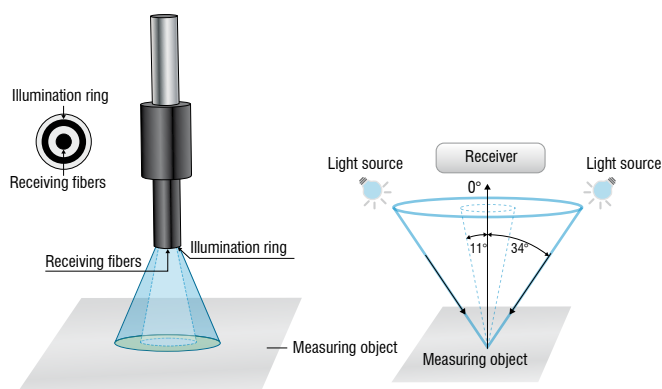 Illumination ring
Receiving fibers
Receiving fibers
Illumination ring
Measuring object
Light source
Receiver
Light source
0°
11°
34°
Measuring object